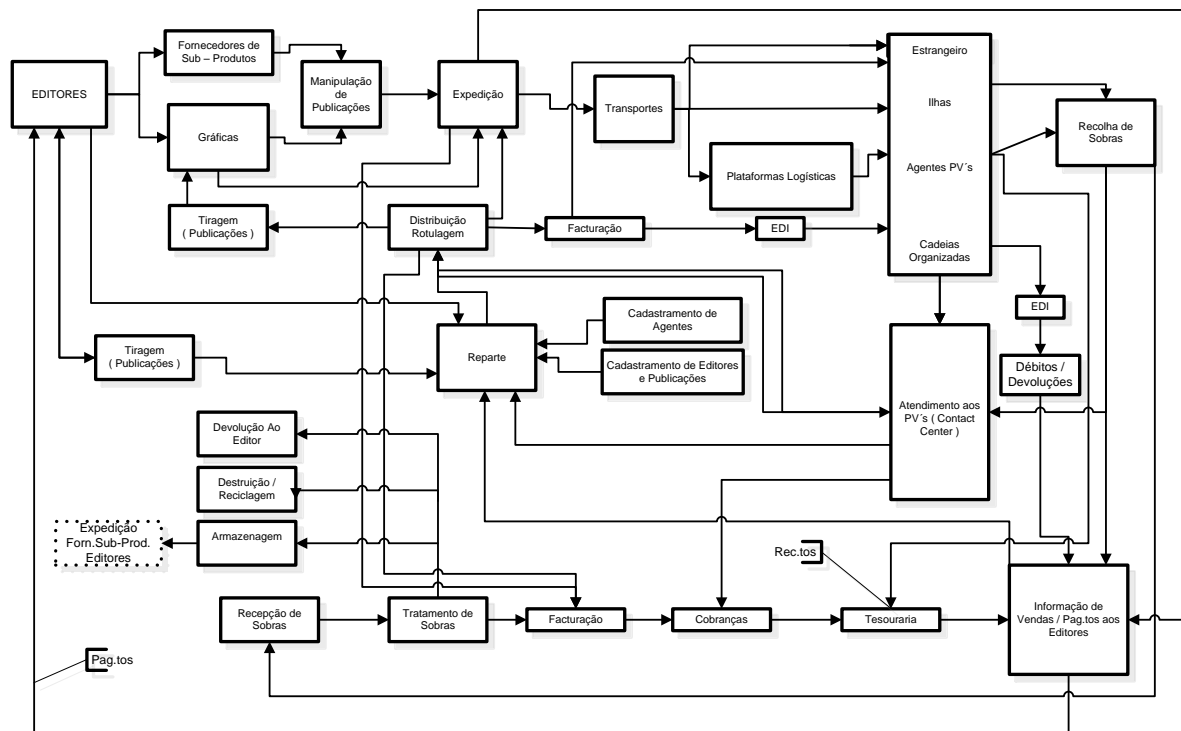 Fornecedores de
Sub – Produtos
EDITORES
Manipulação
de
Publicações
Expedição
Gráficas
Transportes
Estrangeiro
Ilhas
Agentes PV´s
Cadeias
Organizadas
Recolha de
Sobras
Plataformas Logísticas
Tiragem
( Publicações )
Distribuição
Rotulagem
Facturação
EDI
EDI
Cadastramento de
Agentes
Reparte
Cadastramento de Editores
e Publicações
Tiragem
( Publicações )
Débitos /
Devoluções
Atendimento aos
PV´s ( Contact
Center )
Devolução Ao
Editor
Destruição /
Reciclagem
Armazenagem
Expedição
Forn.Sub-Prod.
Editores
Rec.tos
Recepção de
Sobras
Tratamento de
Sobras
Facturação
Cobranças
Tesouraria
Informação de
Vendas / Pag.tos aos
Editores
Pag.tos